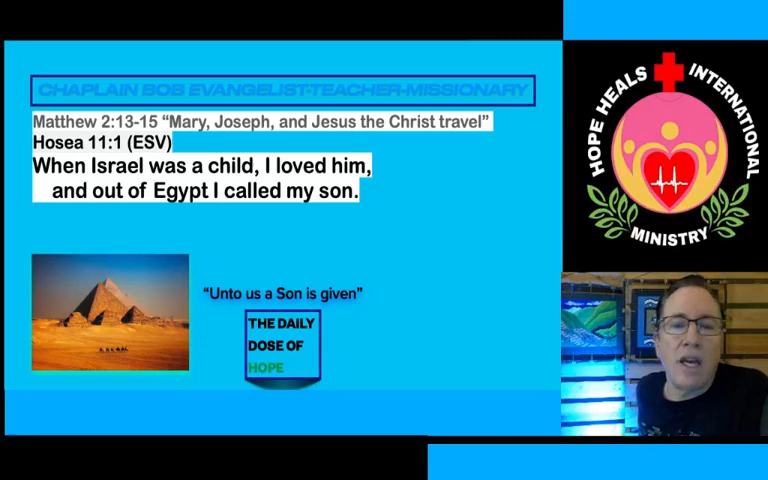 CHAPLAIN BOB EVANGELIST-TEACHER-MISSIONARY
Matthew 2:13-15 “Mary, Joseph, and Jesus the Christ travel”
Hosea 11:1 (ESV)
When Israel was a child, I loved him,
and out of Egypt I called my son.
“Unto us a Son is given”
THE DAILY
DOSE OF
HOPE
HOPE HEALS INTERNATIONAL
MINISTRY